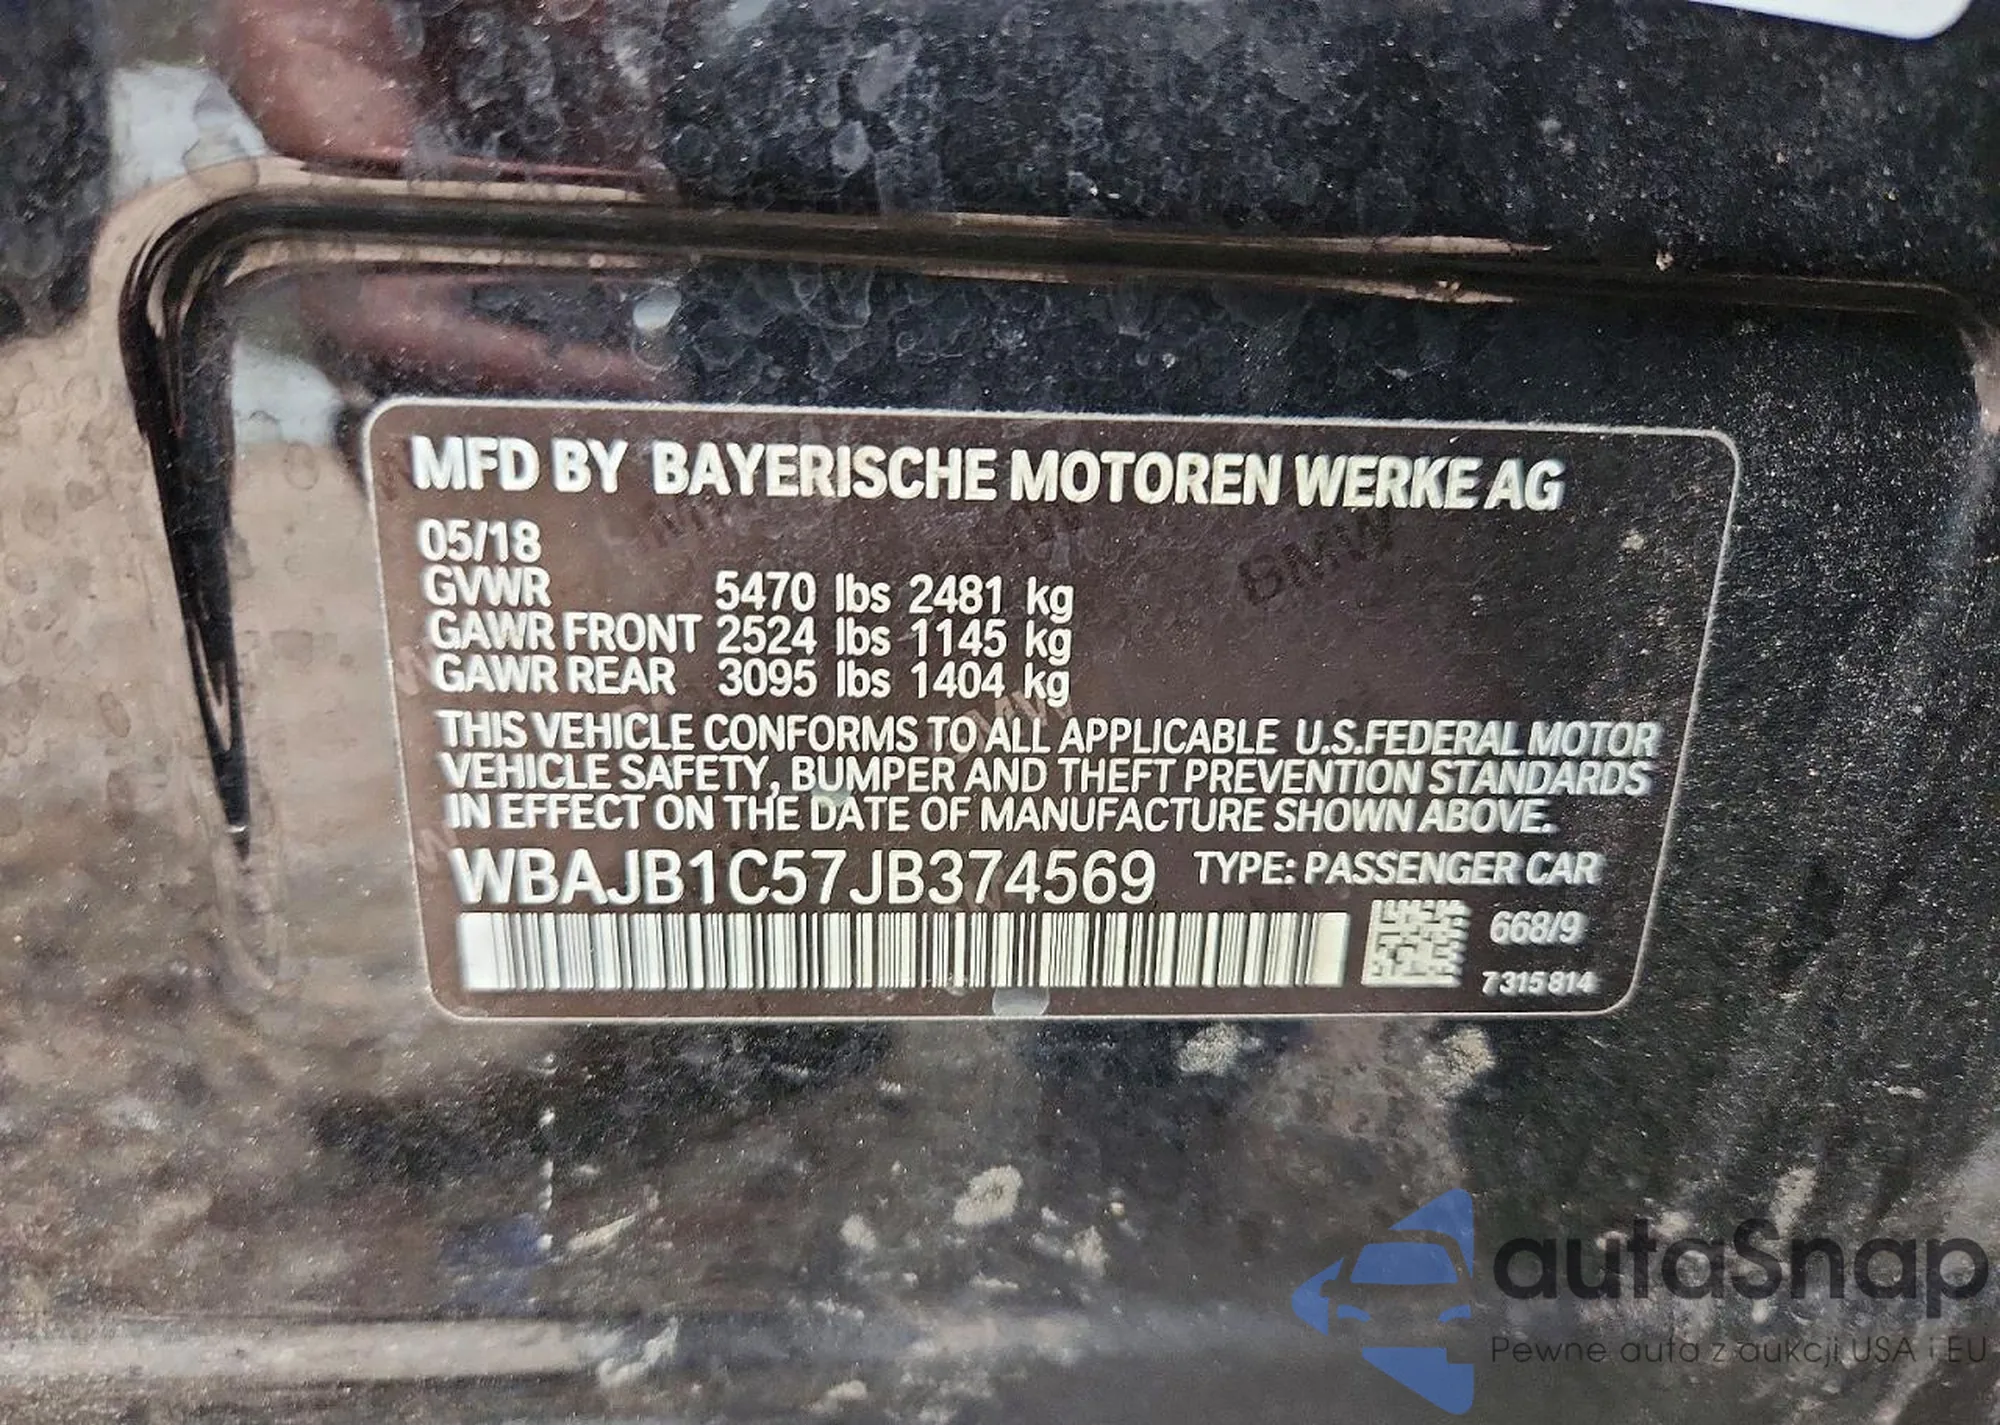 MFD BY BAYERISCHE MOTOREN WERKE AG
05/18
GVWR 5470 lbs 2481 kg
GAWR FRONT 2524 lbs 1145 kg
GAWR REAR 3095 lbs 1404 kg
THIS VEHICLE CONFORMS TO ALL APPLICABLE U.S.FEDERAL MOTOR
VEHICLE SAFETY, BUMPER AND THEFT PREVENTION STANDARDS
IN EFFECT ON THE DATE OF MANUFACTURE SHOWN ABOVE.
WBAJB1C57JB374569 TYPE: PASSENGER CAR
668/9
7315814
BMW
autaSnap
Pewne auta z aukcji USA i EU